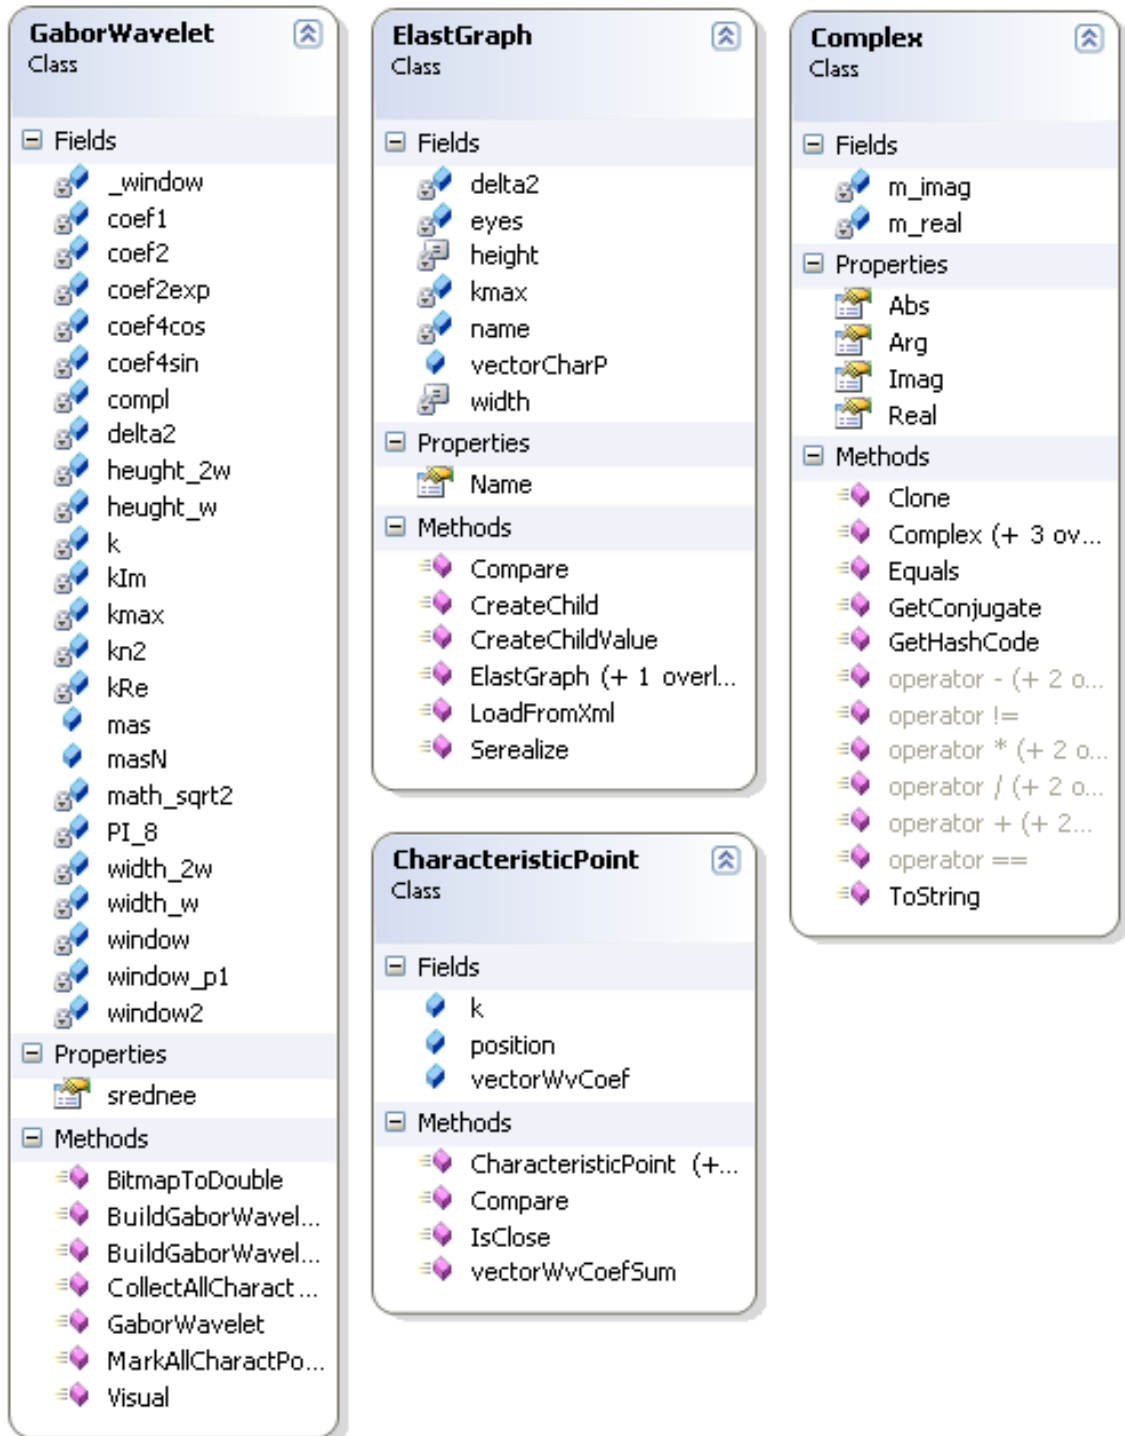 GaborWavelet
Class
Fields
_window
coef1
coef2
coef2exp
coef4cos
coef4sin
compl
delta2
heught_2w
heught_w
k
kIm
kmax
kn2
kRe
mas
masN
math_sqrt2
PI_8
width_2w
width_w
window
window_p1
window2
Properties
srednee
Methods
BitmapToDouble
BuildGaborWavel...
BuildGaborWavel...
CollectAllCharact...
GaborWavelet
MarkAllCharactPo...
Visual
ElastGraph
Class
Fields
delta2
eyes
height
kmax
name
vectorCharP
width
Properties
Name
Methods
Compare
CreateChild
CreateChildValue
ElastGraph (+ 1 overl...
LoadFromXml
Serealize
CharacteristicPoint
Class
Fields
k
position
vectorWvCoef
Methods
CharacteristicPoint (+...
Compare
IsClose
vectorWvCoefSum
Complex
Class
Fields
m_imag
m_real
Properties
Abs
Arg
Imag
Real
Methods
Clone
Complex (+ 3 ov...
Equals
GetConjugate
GetHashCode
operator - (+ 2 o...
operator !=
operator * (+ 2 o...
operator / (+ 2 o...
operator + (+ 2...
operator ==
ToString